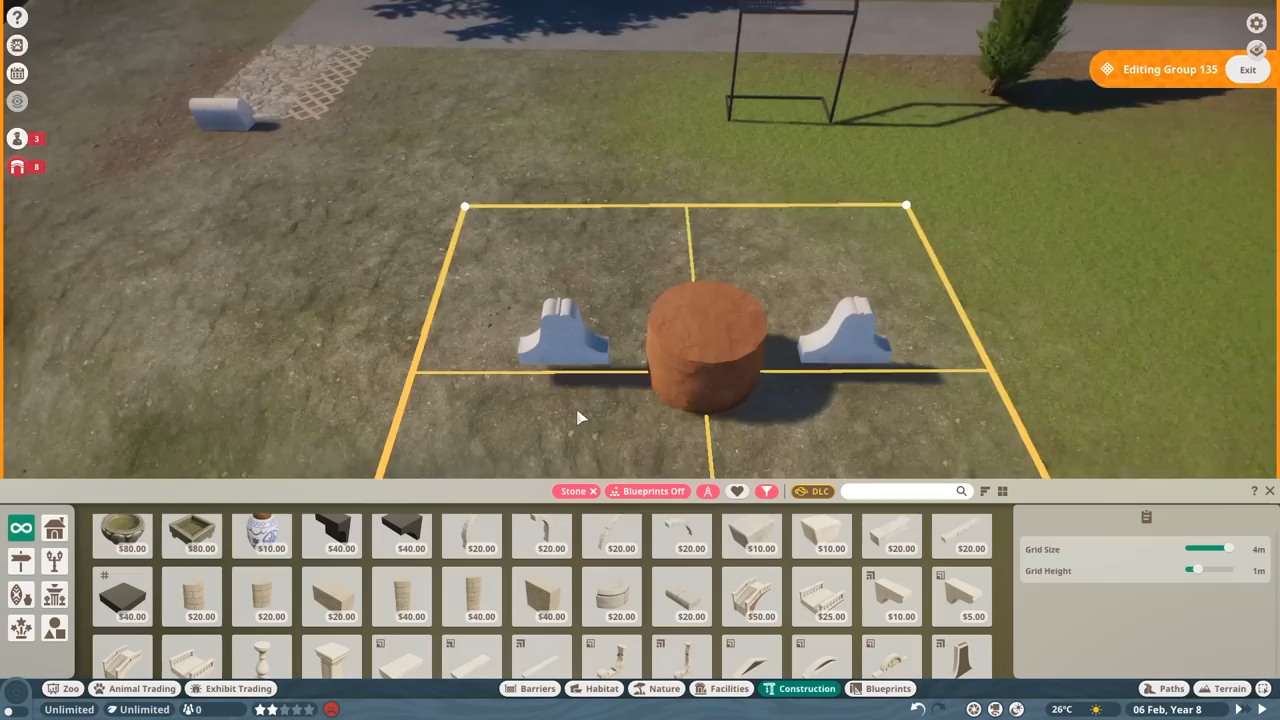 ?
Editing Group 135
Exit
3
8
Stone ✕
Blueprints Off
DLC
?
$80.00 $80.00 $10.00 $40.00 $40.00 $20.00 $20.00 $20.00 $20.00 $10.00 $10.00 $20.00 $20.00
Grid Size 4m
Grid Height 1m
$40.00 $20.00 $20.00 $20.00 $40.00 $40.00 $40.00 $20.00 $20.00 $50.00 $25.00 $10.00 $5.00
Zoo Animal Trading Exhibit Trading Barriers Habitat Nature Facilities Construction Blueprints Paths Terrain
Unlimited Unlimited 0 26°C 06 Feb, Year 8